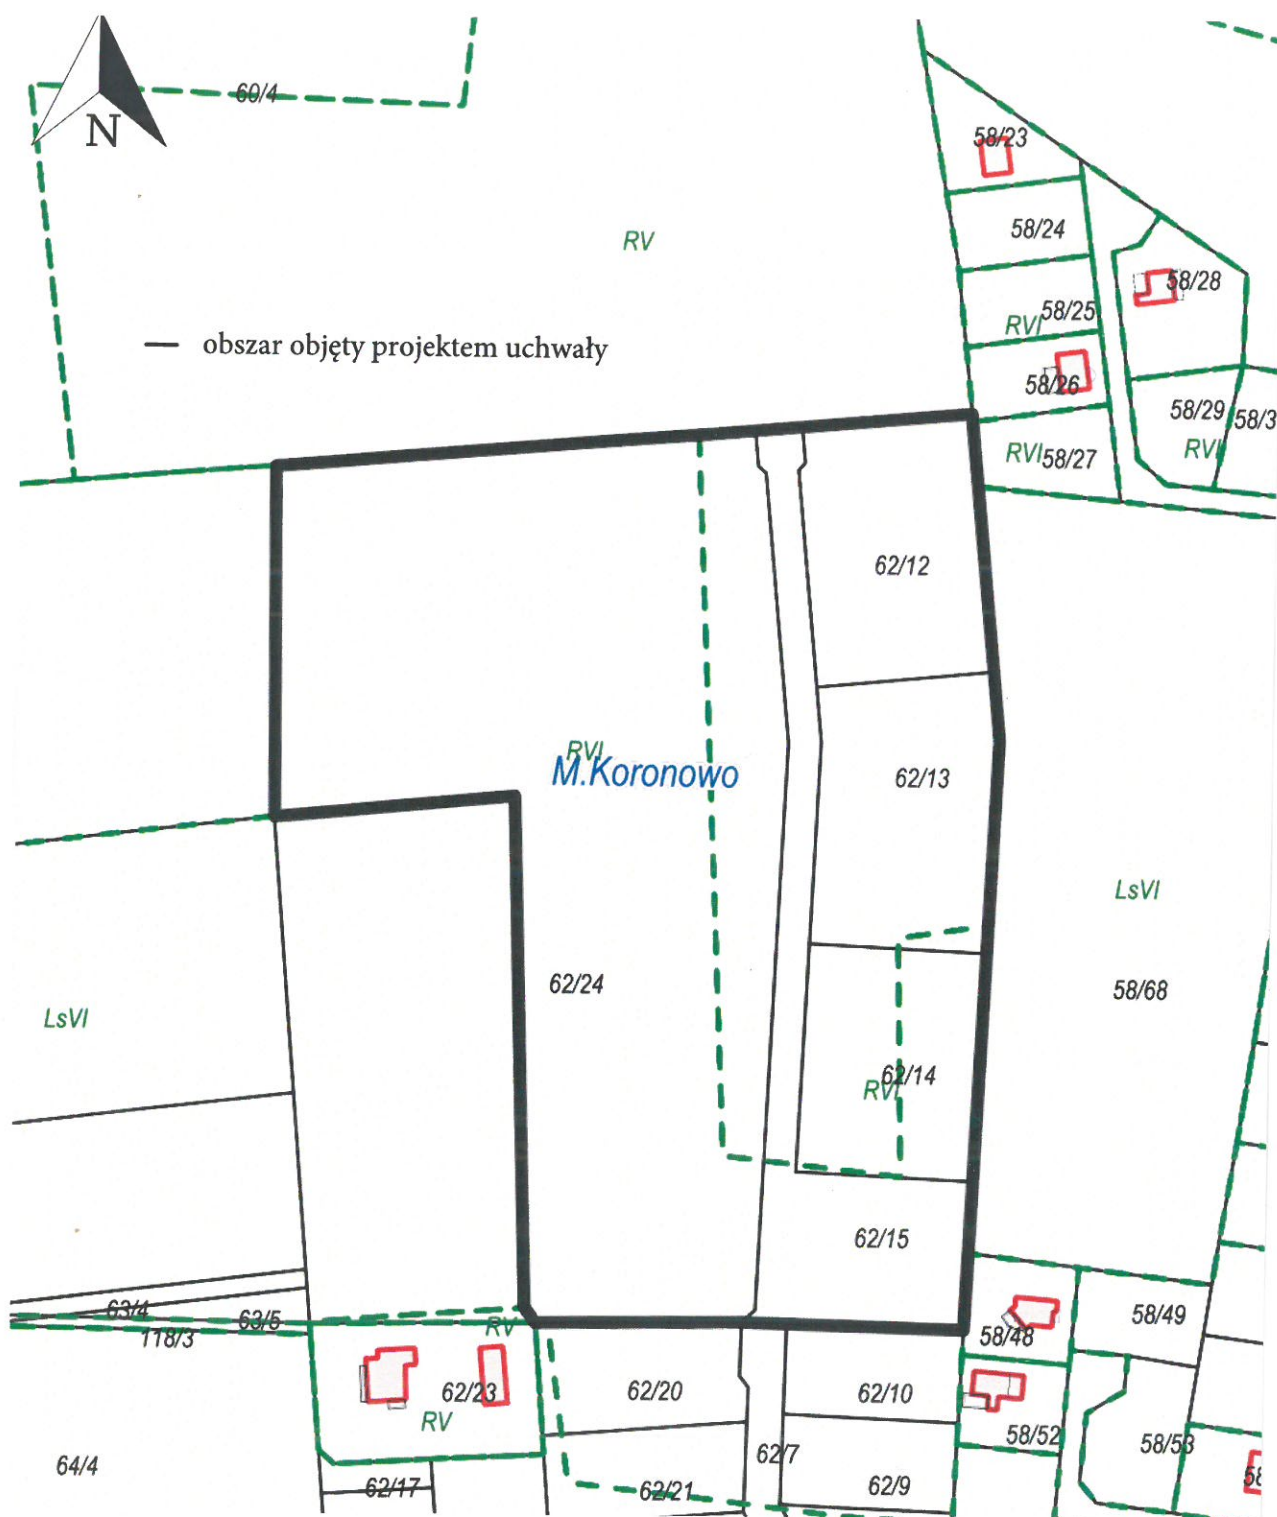 60/4
N
58/23
58/24
RV
58/28
58/25
RVI
obszar objęty projektem uchwały
58/26
58/29
58/3
RVI
58/27
RVI
62/12
RVI
M.Koronowo
62/13
LsVI
62/24
58/68
LsVI
62/14
RVI
62/15
63/4
63/5
118/3
RV
58/48
58/49
62/23
62/20
62/10
RV
58/52
58/53
64/4
62/7
62/17
62/21
62/9
58